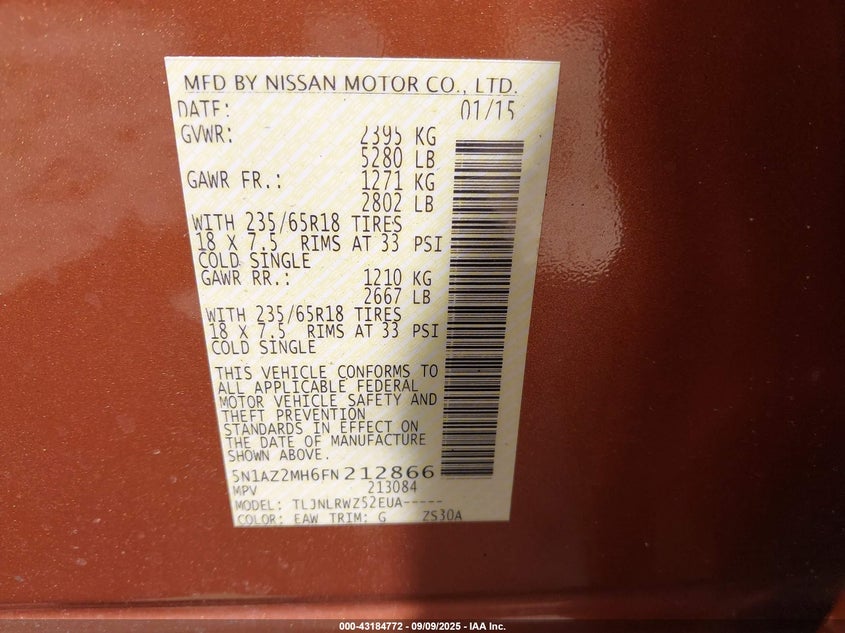 MFD BY NISSAN MOTOR CO., LTD.
DATE: 01/15
GVWR: 2395 KG
5280 LB
GAWR FR.: 1271 KG
2802 LB
WITH 235/65R18 TIRES
18 X 7.5 RIMS AT 33 PSI
COLD SINGLE
GAWR RR.: 1210 KG
2667 LB
WITH 235/65R18 TIRES
18 X 7.5 RIMS AT 33 PSI
COLD SINGLE
THIS VEHICLE CONFORMS TO
ALL APPLICABLE FEDERAL
MOTOR VEHICLE SAFETY AND
THEFT PREVENTION
STANDARDS IN EFFECT ON
THE DATE OF MANUFACTURE
SHOWN ABOVE.
5N1AZ2MH6FN212866
MPV 213084
MODEL: TLJNLRWZ52EUA-----
COLOR: EAW TRIM: G ZS30A
000-43184772 - 09/09/2025 - IAA Inc.